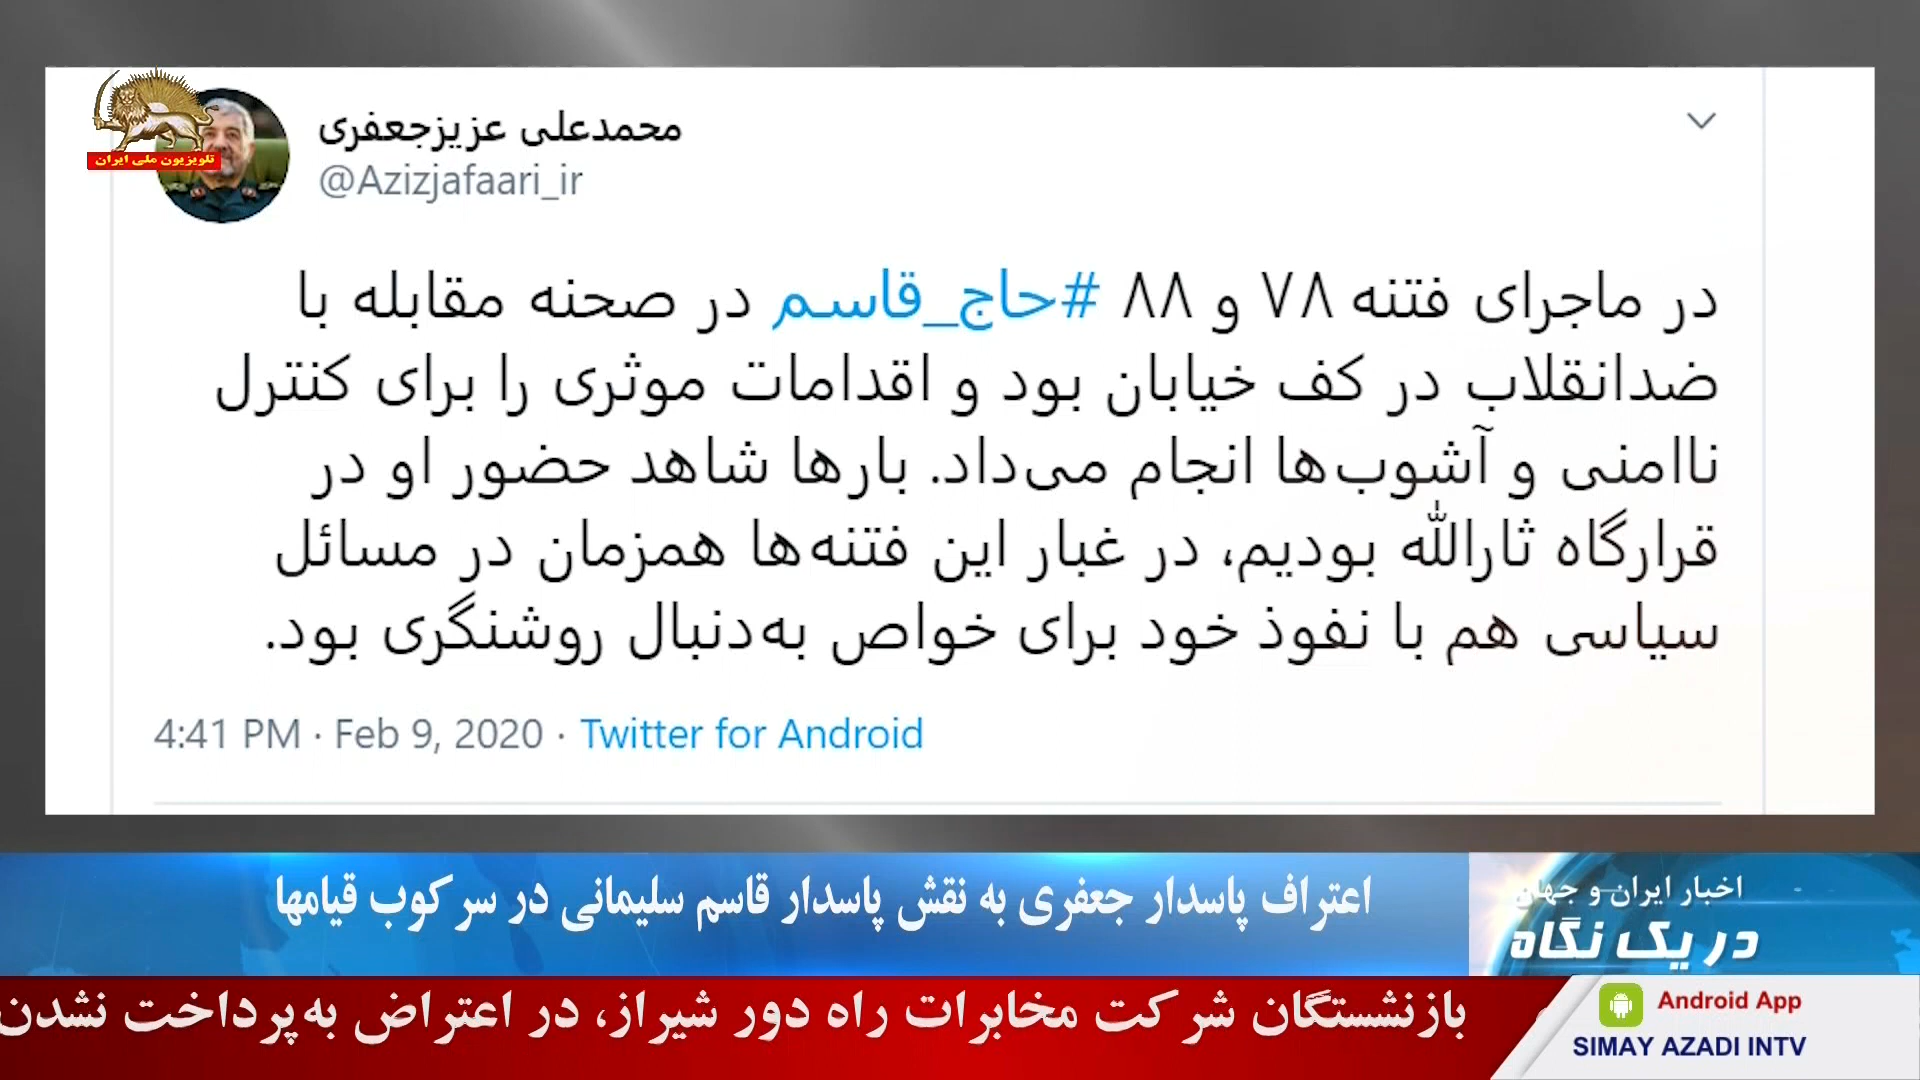 تلویزیون ملی ایران
محمدعلی عزیزجعفری
@Azizjafaari_ir
در ماجرای فتنه ۷۸ و ۸۸ #حاج_قاسم در صحنه مقابله با
ضدانقلاب در کف خیابان بود و اقدامات موثری را برای کنترل
ناامنی و آشوب‌ها انجام می‌داد. بارها شاهد حضور او در
قرارگاه ثارالله بودیم، در غبار این فتنه‌ها همزمان در مسائل
سیاسی هم با نفوذ خود برای خواص به‌دنبال روشنگری بود.
4:41 PM · Feb 9, 2020 · Twitter for Android
اعتراف پاسدار جعفری به نقش پاسدار قاسم سلیمانی در سرکوب قیامها
اخبار ایران و جهان
در یک نگاه
بازنشستگان شرکت مخابرات راه دور شیراز، در اعتراض به‌پرداخت نشدن
Android App
SIMAY AZADI INTV